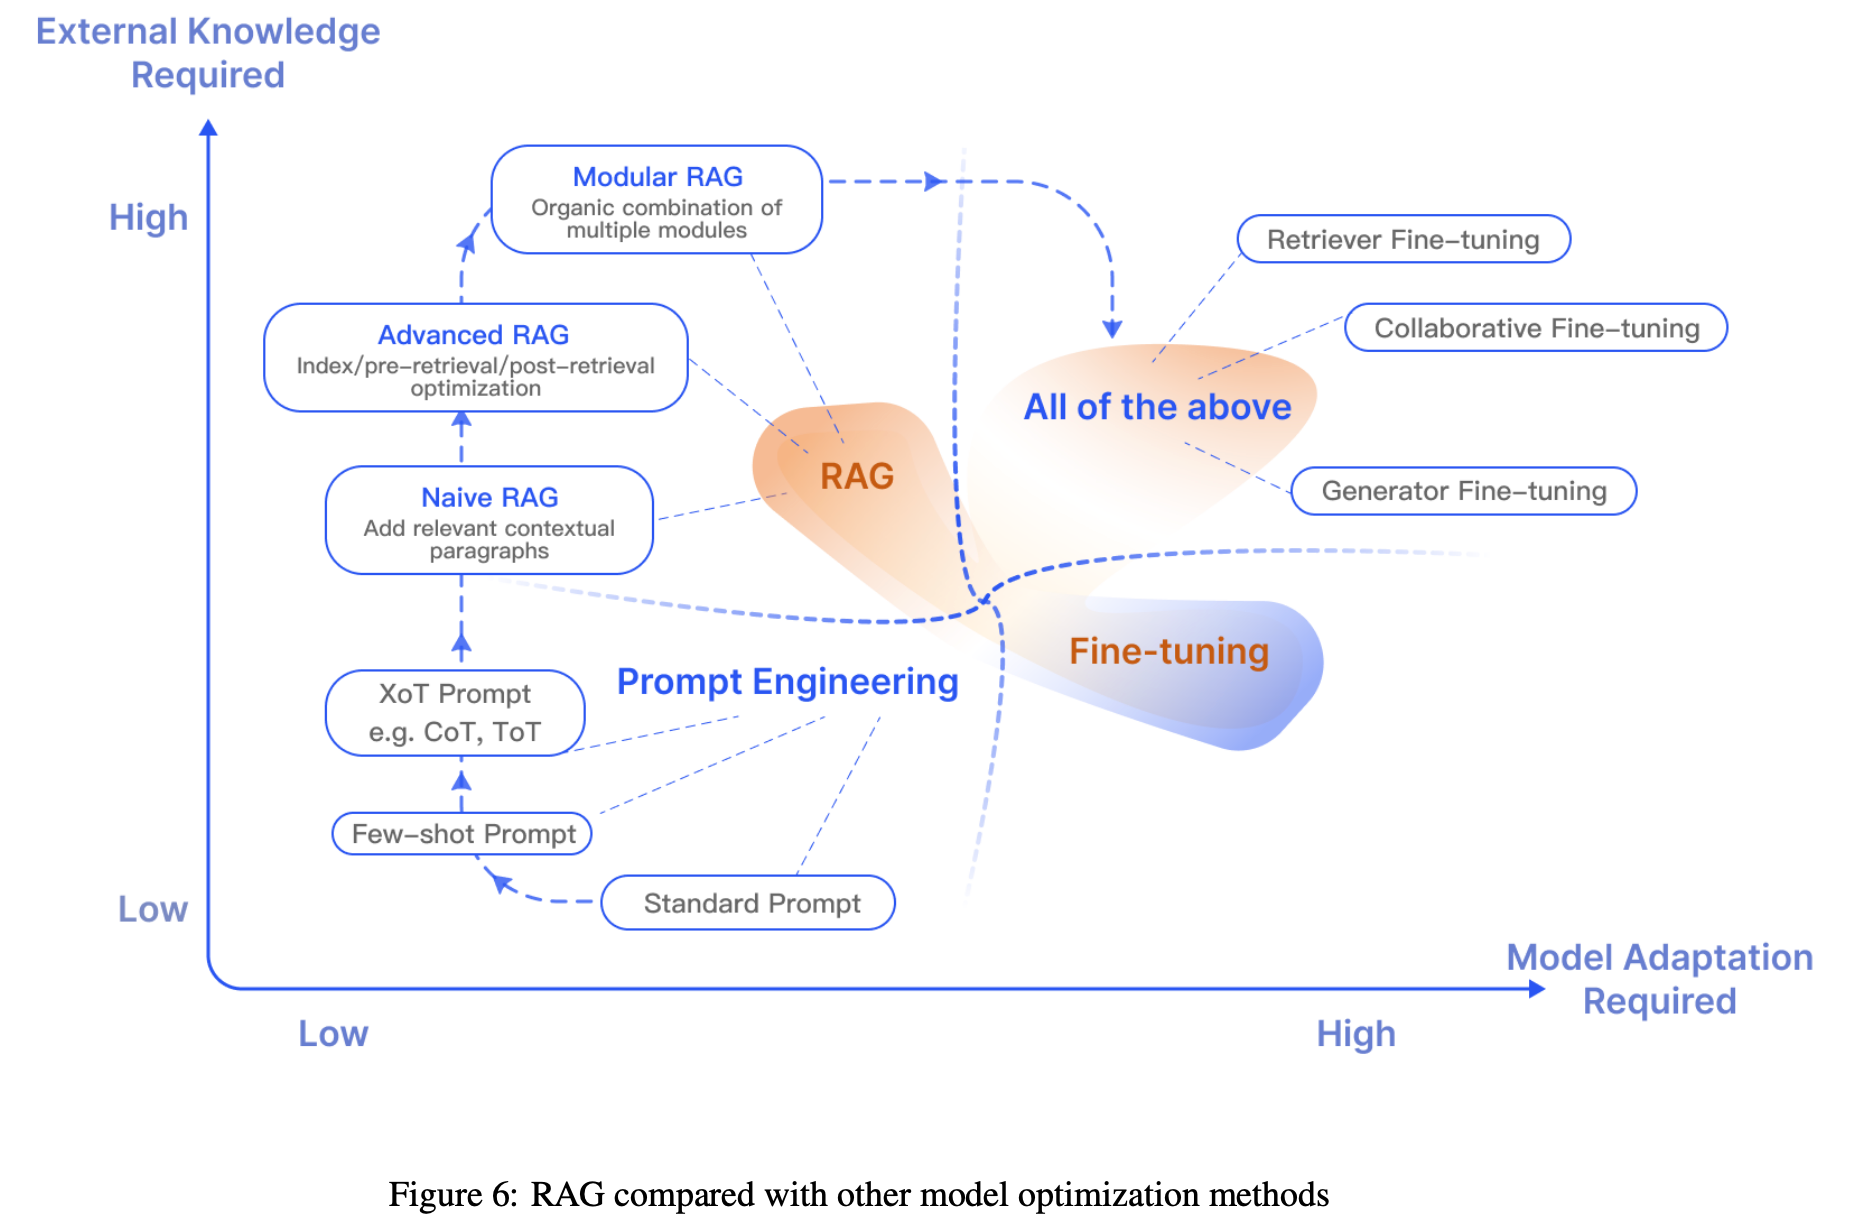 External Knowledge
Required
High
Modular RAG
Organic combination of
multiple modules
Retriever Fine-tuning
Advanced RAG
Index/pre-retrieval/post-retrieval
optimization
Collaborative Fine-tuning
All of the above
RAG
Naive RAG
Add relevant contextual
paragraphs
Generator Fine-tuning
Fine-tuning
Prompt Engineering
XoT Prompt
e.g. CoT, ToT
Few-shot Prompt
Standard Prompt
Low
Model Adaptation
Required
Low
High
Figure 6: RAG compared with other model optimization methods